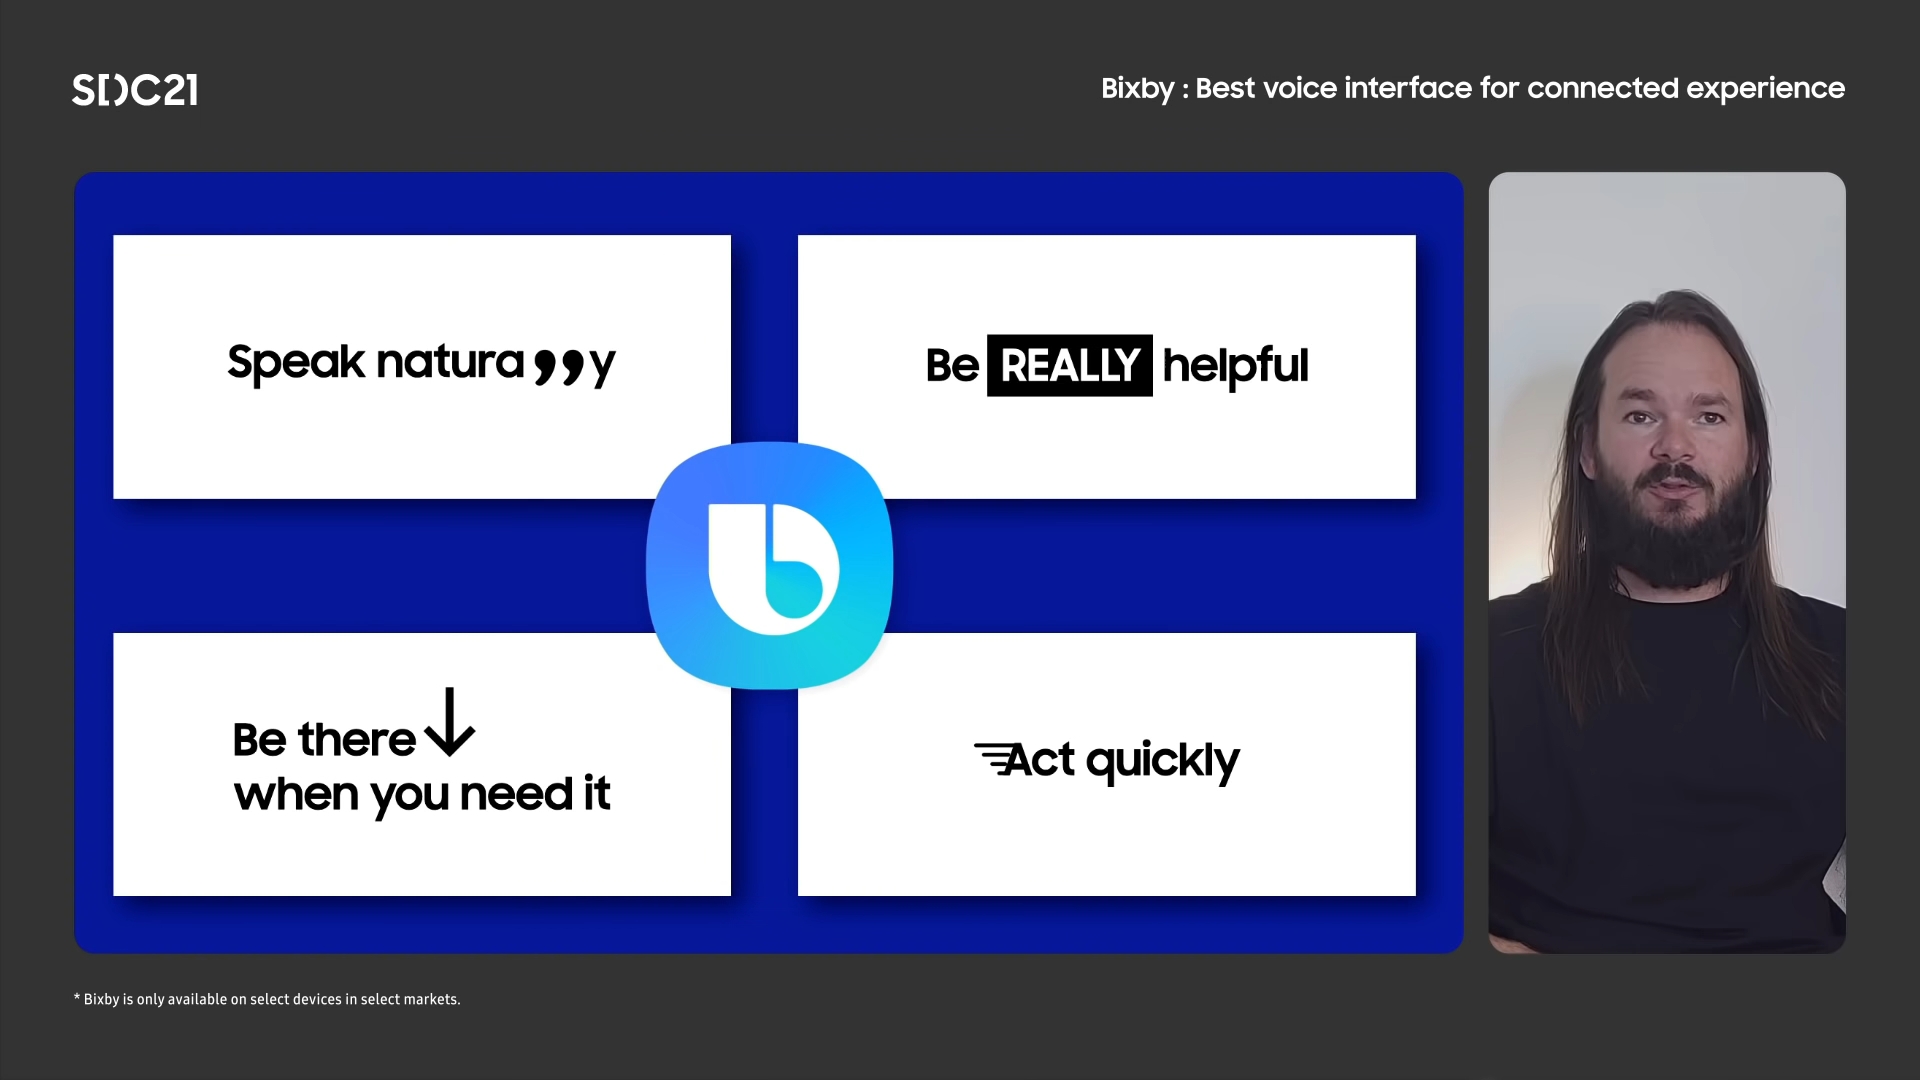 SDC21
Bixby : Best voice interface for connected experience
Speak natura,,y
Be REALLY helpful
Be there ↓
when you need it
Act quickly
* Bixby is only available on select devices in select markets.